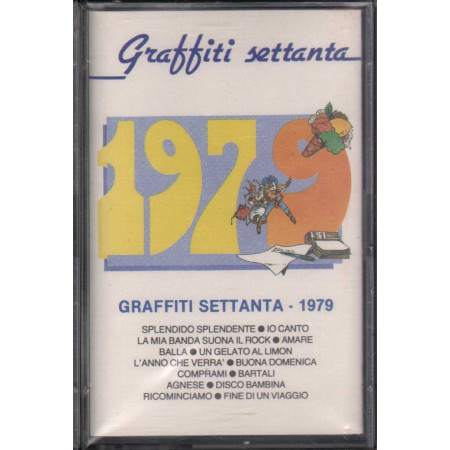 Graffiti settanta
1979
GRAFFITI SETTANTA - 1979
SPLENDIDO SPLENDENTE ● IO CANTO
LA MIA BANDA SUONA IL ROCK ● AMARE
BALLA ● UN GELATO AL LIMON
L'ANNO CHE VERRA' ● BUONA DOMENICA
COMPRAMI ● BARTALI
AGNESE ● DISCO BAMBINA
RICOMINCIAMO ● FINE DI UN VIAGGIO